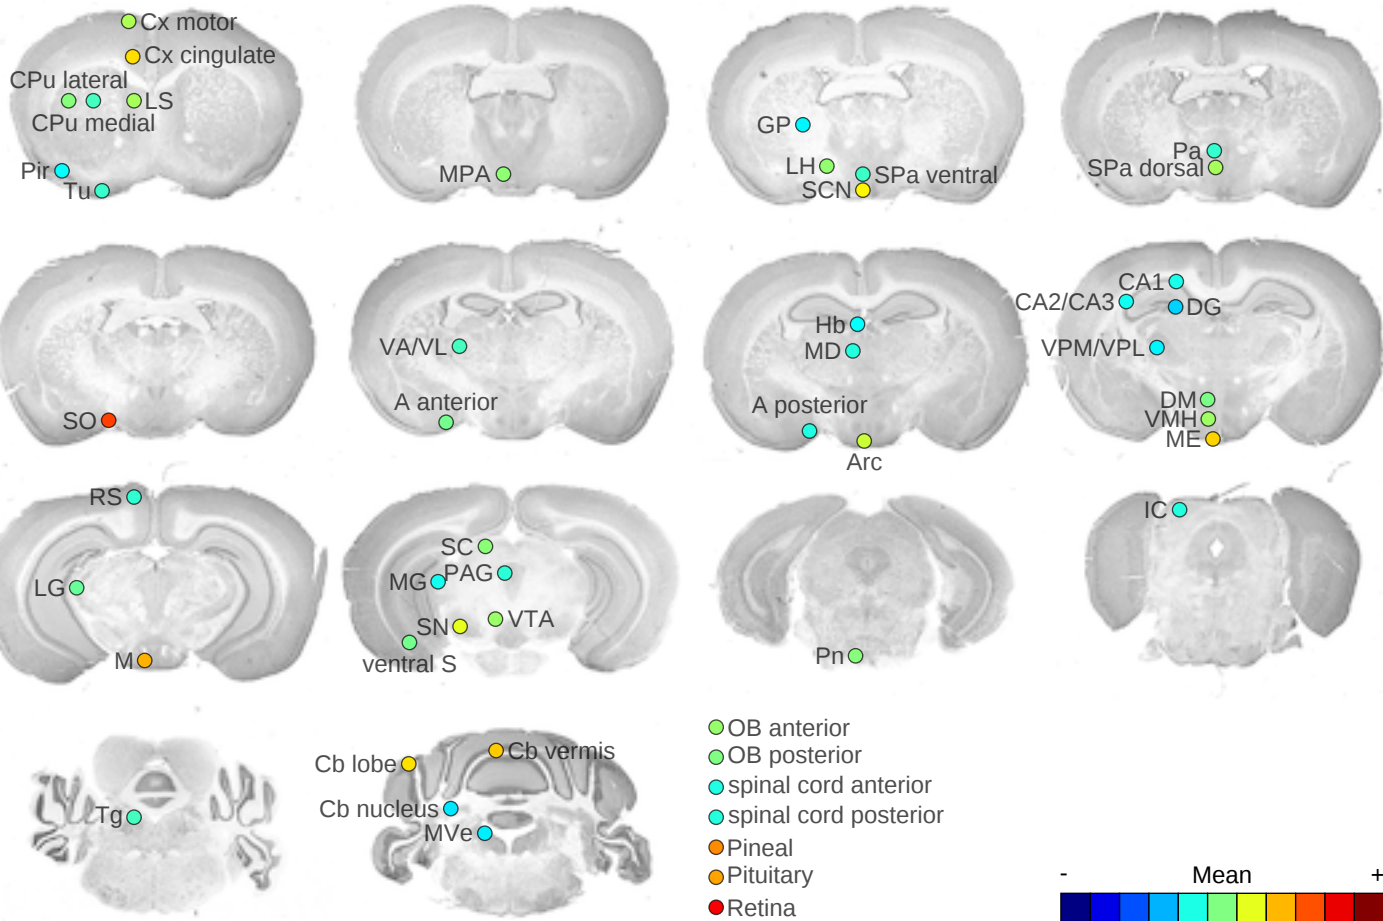 Cx motor
Cx cingulate
CPu lateral
LS
CPu medial
Pir
Tu
MPA
GP
LH
SPa ventral
SCN
Pa
SPa dorsal
SO
VA/VL
A anterior
Hb
MD
A posterior
Arc
CA1
CA2/CA3
DG
VPM/VPL
DM
VMH
ME
RS
LG
M
SC
MG
PAG
SN
VTA
ventral S
Pn
IC
Tg
Cb lobe
Cb vermis
Cb nucleus
MVe
OB anterior
OB posterior
spinal cord anterior
spinal cord posterior
Pineal
Pituitary
Retina
- Mean +